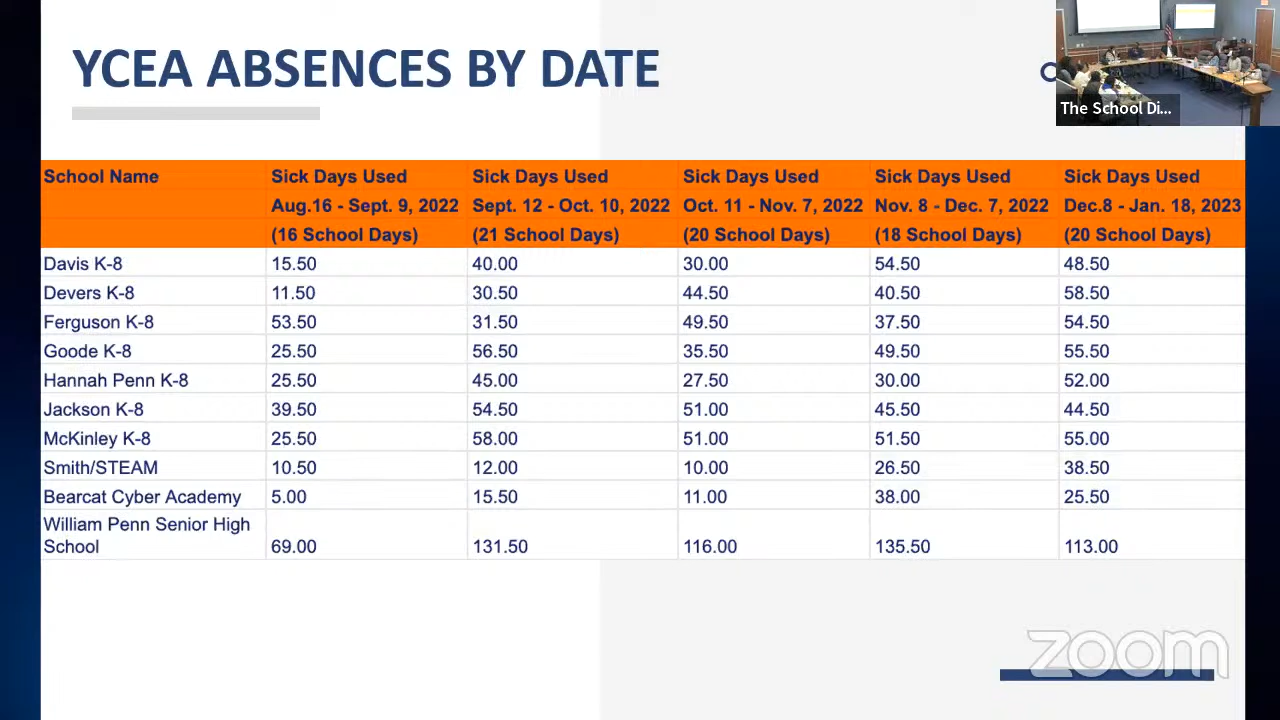 YCEA ABSENCES BY DATE
The School Di...
School Name Sick Days Used Sick Days Used Sick Days Used Sick Days Used Sick Days Used
Aug.16 - Sept. 9, 2022 Sept. 12 - Oct. 10, 2022 Oct. 11 - Nov. 7, 2022 Nov. 8 - Dec. 7, 2022 Dec.8 - Jan. 18, 2023
(16 School Days) (21 School Days) (20 School Days) (18 School Days) (20 School Days)
Davis K-8 15.50 40.00 30.00 54.50 48.50
Devers K-8 11.50 30.50 44.50 40.50 58.50
Ferguson K-8 53.50 31.50 49.50 37.50 54.50
Goode K-8 25.50 56.50 35.50 49.50 55.50
Hannah Penn K-8 25.50 45.00 27.50 30.00 52.00
Jackson K-8 39.50 54.50 51.00 45.50 44.50
McKinley K-8 25.50 58.00 51.00 51.50 55.00
Smith/STEAM 10.50 12.00 10.00 26.50 38.50
Bearcat Cyber Academy 5.00 15.50 11.00 38.00 25.50
William Penn Senior High
School 69.00 131.50 116.00 135.50 113.00
zoom